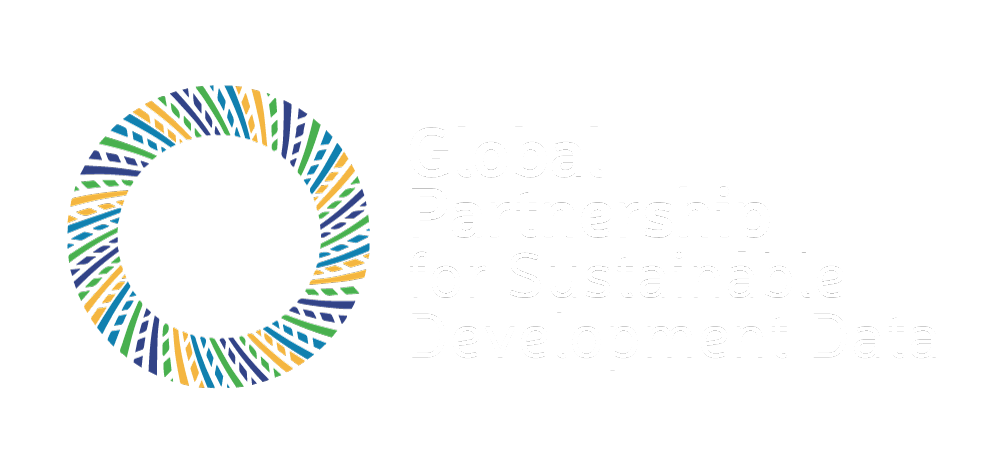 Global
Partnership
for Sustainable
Development Data